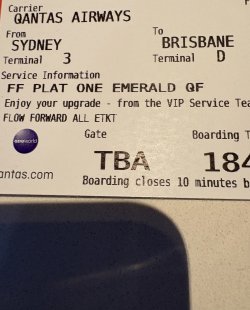 Carrier
QANTAS AIRWAYS
From To
SYDNEY BRISBANE
Terminal 3 Terminal D
Service Information
FF PLAT ONE EMERALD QF
Enjoy your upgrade - from the VIP Service Tea
FLOW FORWARD ALL ETKT
oneworld
Gate Boarding T
TBA 184
antas.com Boarding closes 10 minutes b